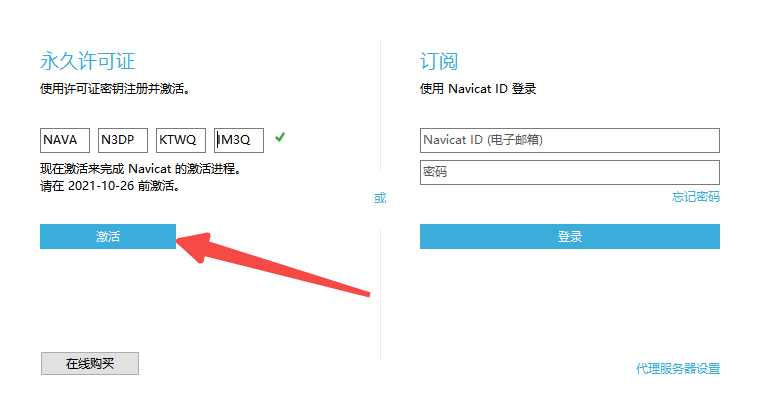 永久许可证
使用许可证密钥注册并激活。
NAVA N3DP KTWQ IM3Q
现在激活来完成 Navicat 的激活进程。
请在 2021-10-26 前激活。
激活
在线购买
或
订阅
使用 Navicat ID 登录
Navicat ID (电子邮箱)
密码
忘记密码
登录
代理服务器设置